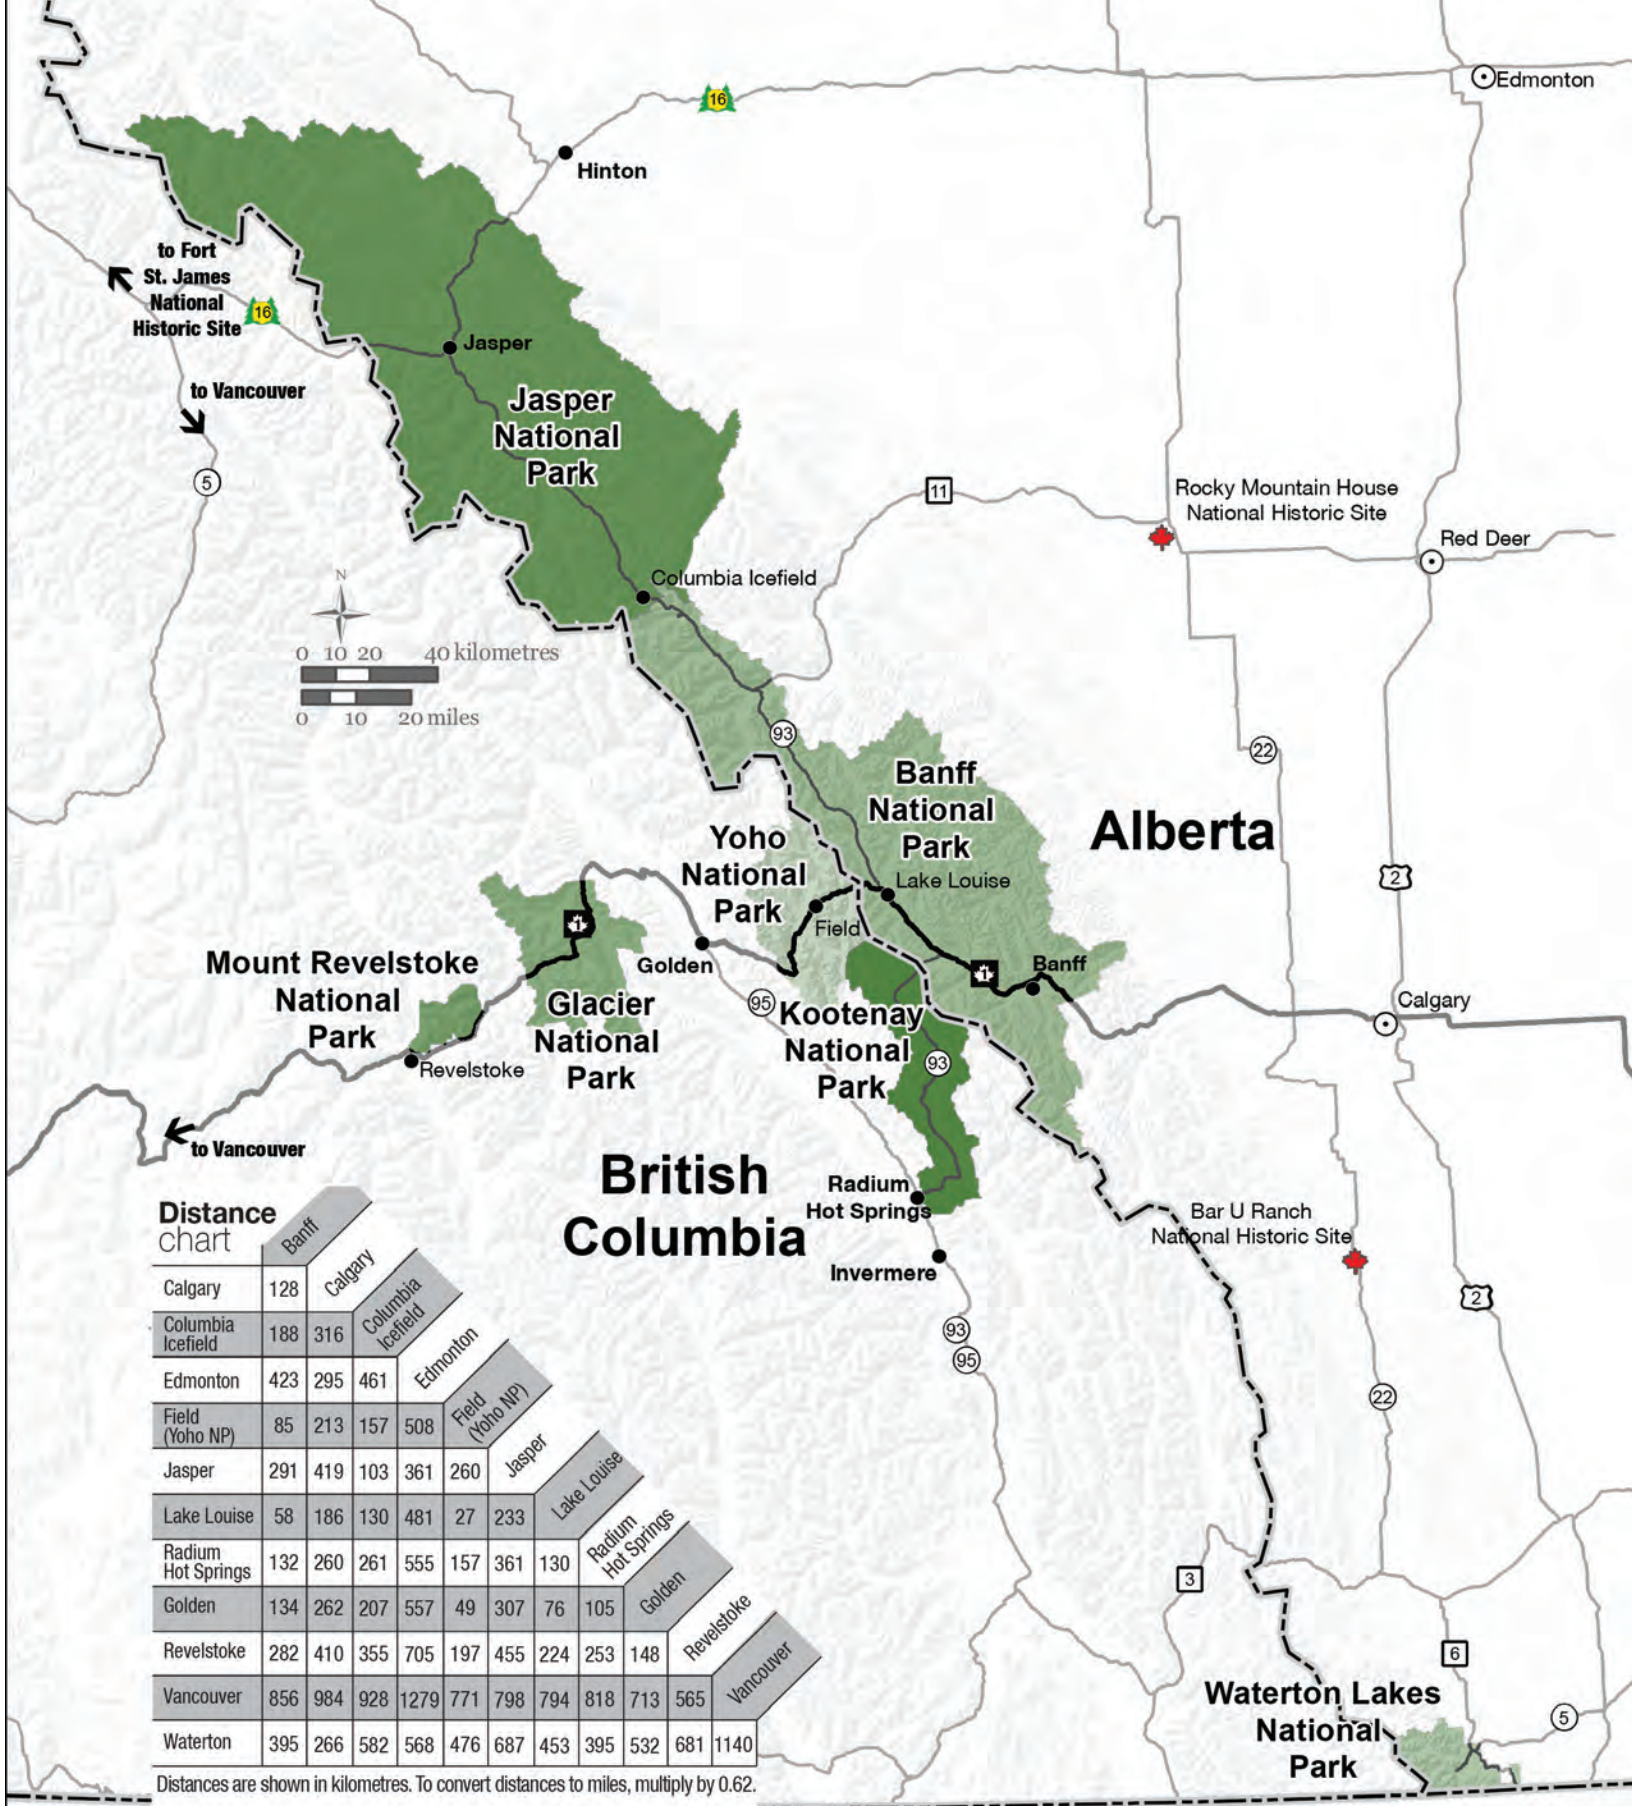 16
Edmonton
Hinton
to Fort
St. James
National
Historic Site
16
Jasper
to Vancouver
Jasper
National
Park
5
11
Rocky Mountain House
National Historic Site
Red Deer
Columbia Icefield
N
0 10 20 40 kilometres
0 10 20 miles
93
22
Banff
National
Park
Alberta
Yoho
National
Park
Lake Louise
2
Field
1
Golden
Mount Revelstoke
National
Park
Glacier
National
Park
95
1
Banff
Calgary
Kootenay
National
Park
93
Revelstoke
to Vancouver
British
Columbia
Radium
Hot Springs
Invermere
Bar U Ranch
National Historic Site
2
93
95
22
3
6
5
Waterton Lakes
National
Park
Distance
chart
Banff
Calgary 128 Calgary
Columbia
Icefield 188 316 Columbia
Icefield
Edmonton 423 295 461 Edmonton
Field
(Yoho NP) 85 213 157 508 Field
(Yoho NP)
Jasper 291 419 103 361 260 Jasper
Lake Louise 58 186 130 481 27 233 Lake Louise
Radium
Hot Springs 132 260 261 555 157 361 130 Radium
Hot Springs
Golden 134 262 207 557 49 307 76 105 Golden
Revelstoke 282 410 355 705 197 455 224 253 148 Revelstoke
Vancouver 856 984 928 1279 771 798 794 818 713 565 Vancouver
Waterton 395 266 582 568 476 687 453 395 532 681 1140
Distances are shown in kilometres. To convert distances to miles, multiply by 0.62.